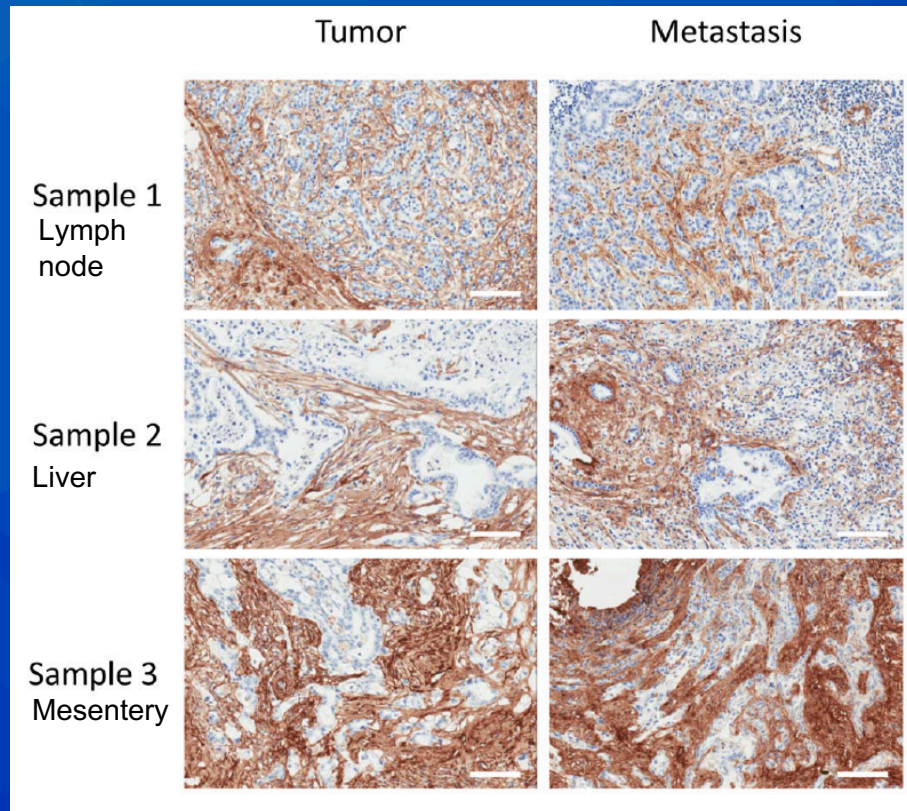 Tumor
Metastasis
Sample 1
Lymph
node
Sample 2
Liver
Sample 3
Mesentery